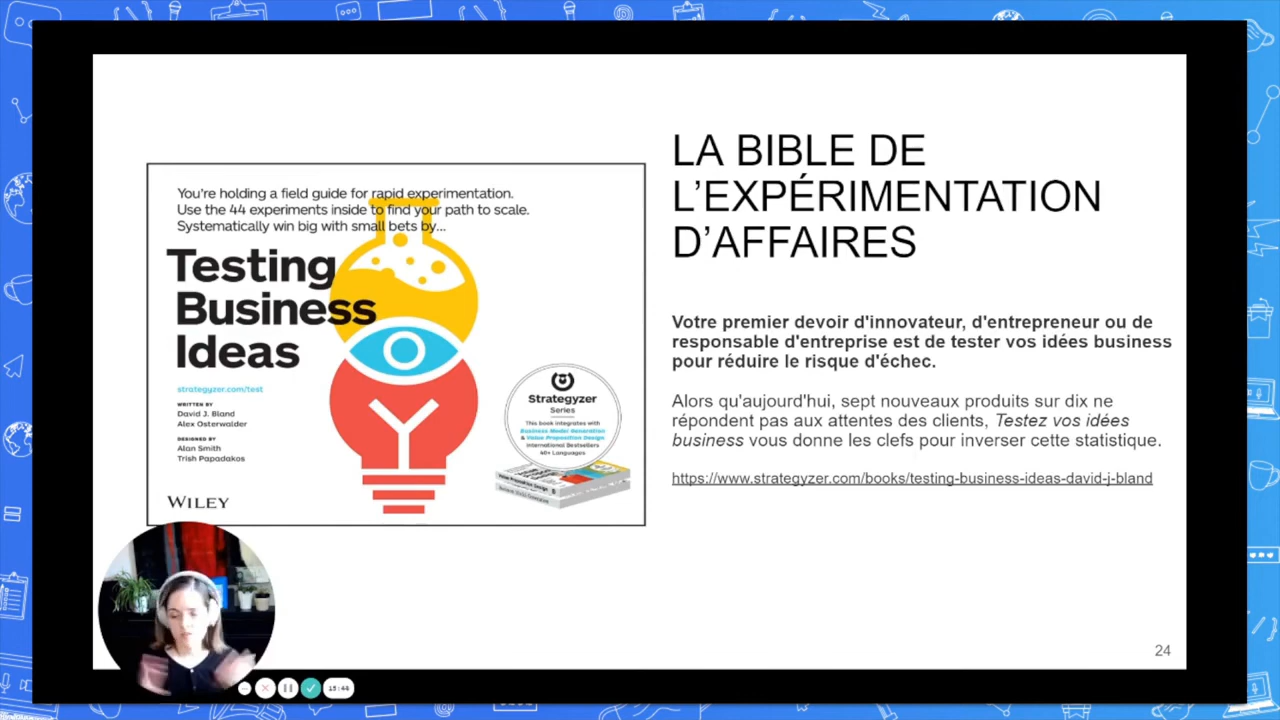 You're holding a field guide for rapid experimentation.
Use the 44 experiments inside to find your path to scale.
Systematically win big with small bets by...
Testing
Business
Ideas
strategyzer.com/test
WRITTEN BY
David J. Bland
Alex Osterwalder
DESIGNED BY
Alan Smith
Trish Papadakos
WILEY
Strategyzer
Series
This book integrates with
Business Model Generation
& Value Proposition Design
International Bestsellers
40+ Languages
LA BIBLE DE
L’EXPÉRIMENTATION
D’AFFAIRES
Votre premier devoir d'innovateur, d'entrepreneur ou de
responsable d'entreprise est de tester vos idées business
pour réduire le risque d'échec.
Alors qu'aujourd'hui, sept nouveaux produits sur dix ne
répondent pas aux attentes des clients, Testez vos idées
business vous donne les clefs pour inverser cette statistique.
https://www.strategyzer.com/books/testing-business-ideas-david-j-bland
24